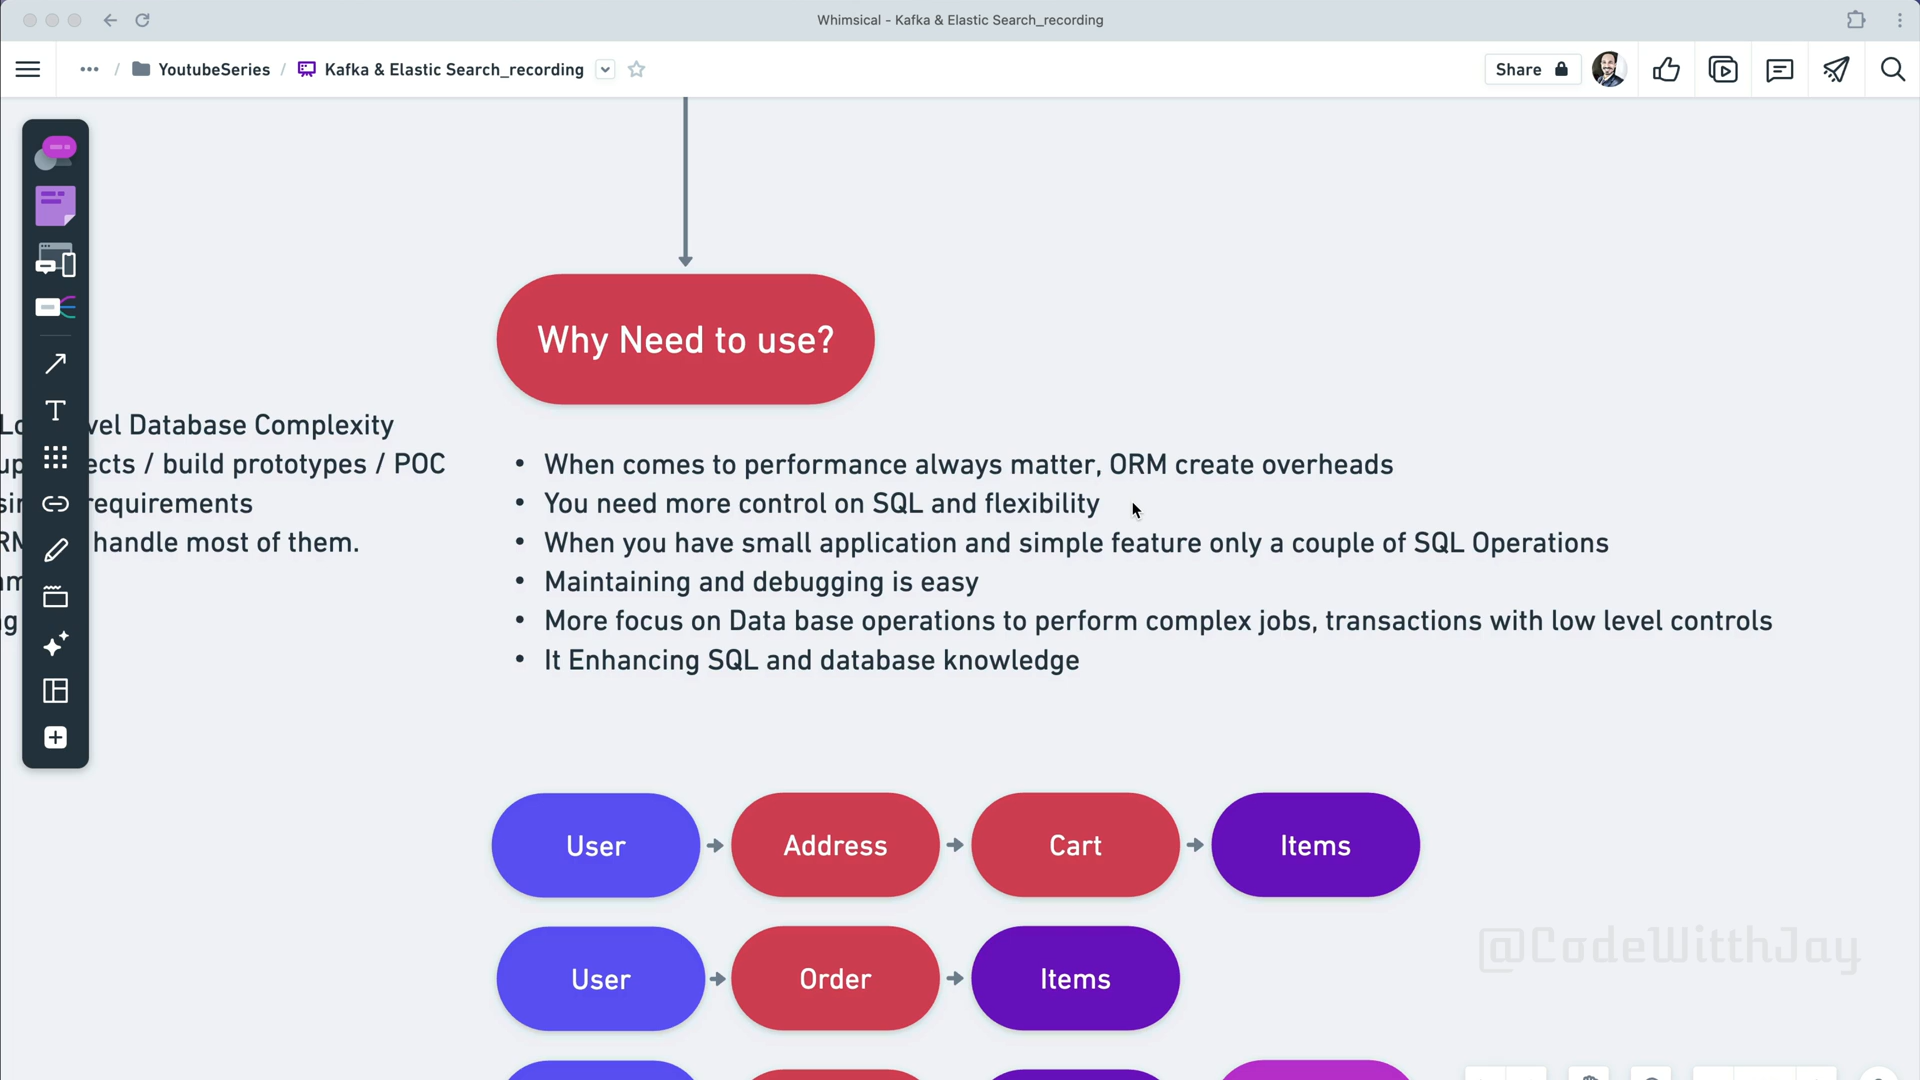 Whimsical - Kafka & Elastic Search_recording
YoutubeSeries / Kafka & Elastic Search_recording
Share
Why Need to use?
vel Database Complexity
ects / build prototypes / POC
requirements
handle most of them.
• When comes to performance always matter, ORM create overheads
• You need more control on SQL and flexibility
• When you have small application and simple feature only a couple of SQL Operations
• Maintaining and debugging is easy
• More focus on Data base operations to perform complex jobs, transactions with low level controls
• It Enhancing SQL and database knowledge
User Address Cart Items
@CodeWitthJay
User Order Items